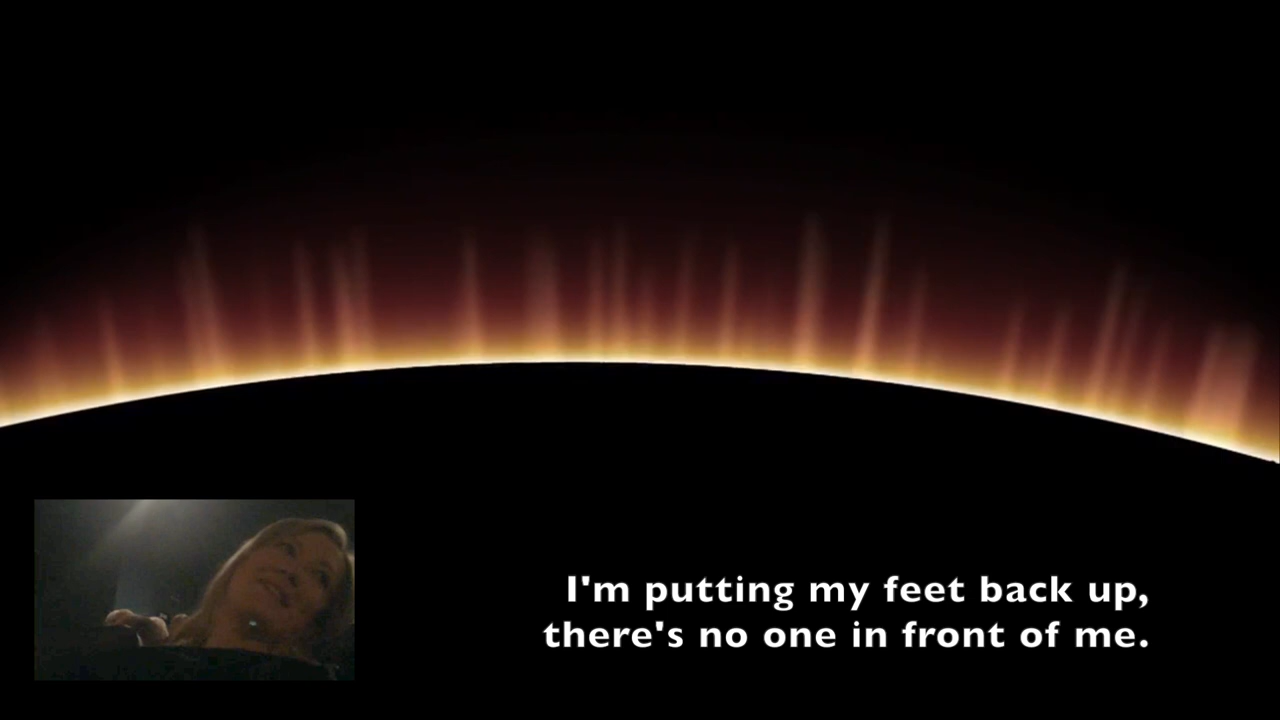 I'm putting my feet back up,
there's no one in front of me.